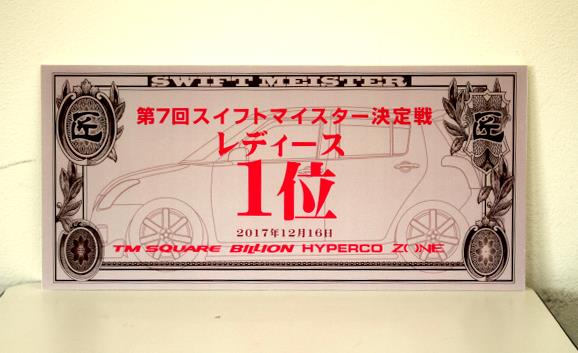 SWIFT MEISTER
匠 匠
第7回スイフトマイスター決定戦
レディース
1位
2017年12月16日
TM SQUARE BILLION HYPERCO ZONE